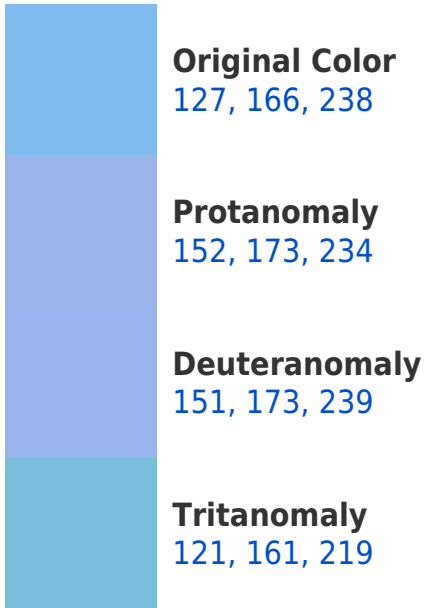 Original Color
127, 166, 238
Protanomaly
152, 173, 234
Deuteranomaly
151, 173, 239
Tritanomaly
121, 161, 219